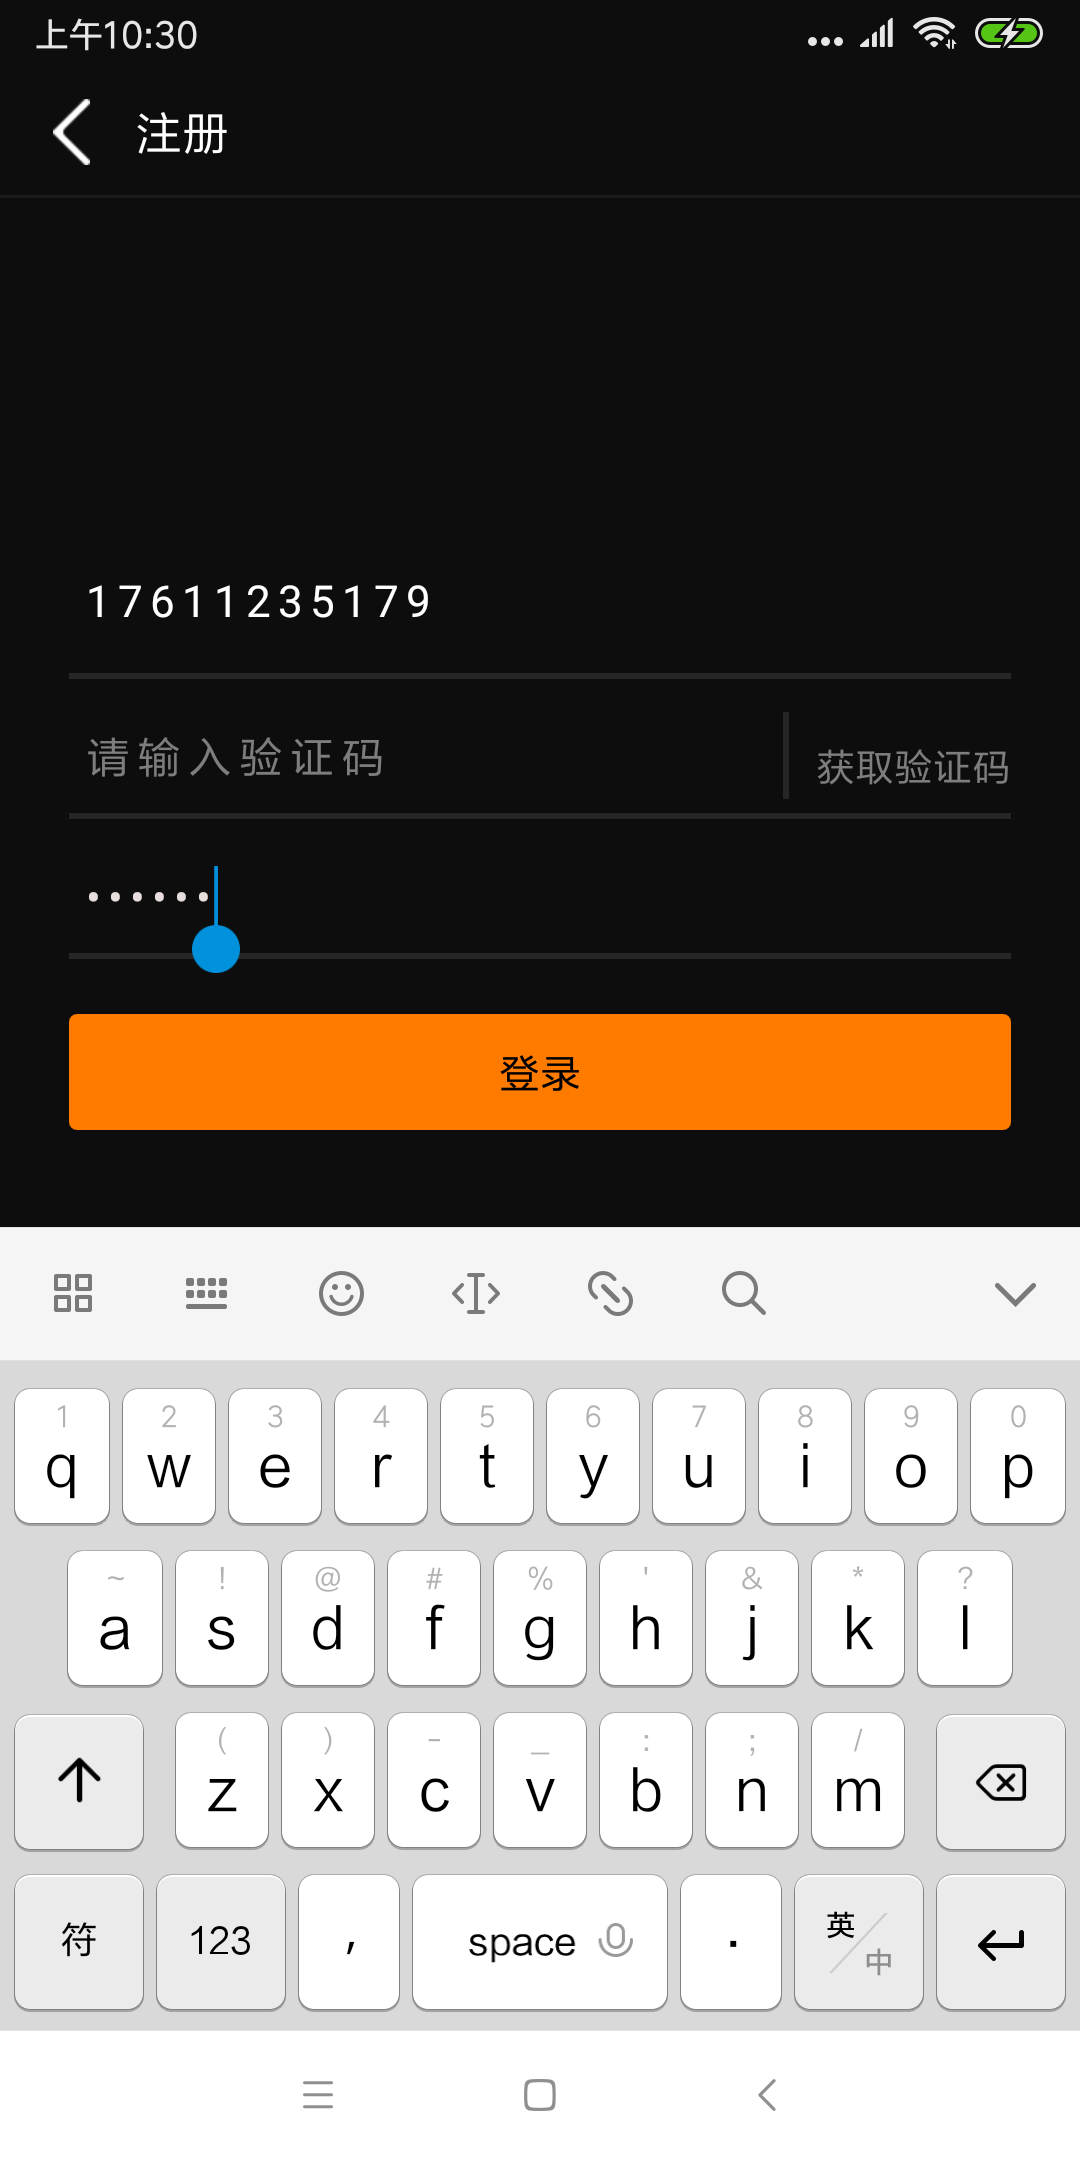 上午10:30
注册
17611235179
请输入验证码 获取验证码
••••••
登录
1 2 3 4 5 6 7 8 9 0
q w e r t y u i o p
~ ! @ # % ' & * ?
a s d f g h j k l
( ) - _ : ; /
z x c v b n m
符 123 , space . 英/中